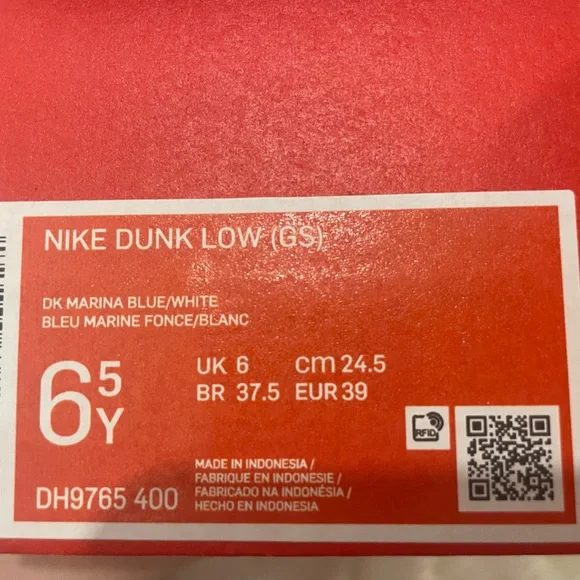 NIKE DUNK LOW (GS)
DK MARINA BLUE/WHITE
BLEU MARINE FONCE/BLANC
6.5Y
UK 6 cm 24.5
BR 37.5 EUR 39
RFID
MADE IN INDONESIA /
FABRIQUE EN INDONESIE /
FABRICADO NA INDONÉSIA /
HECHO EN INDONESIA
DH9765 400